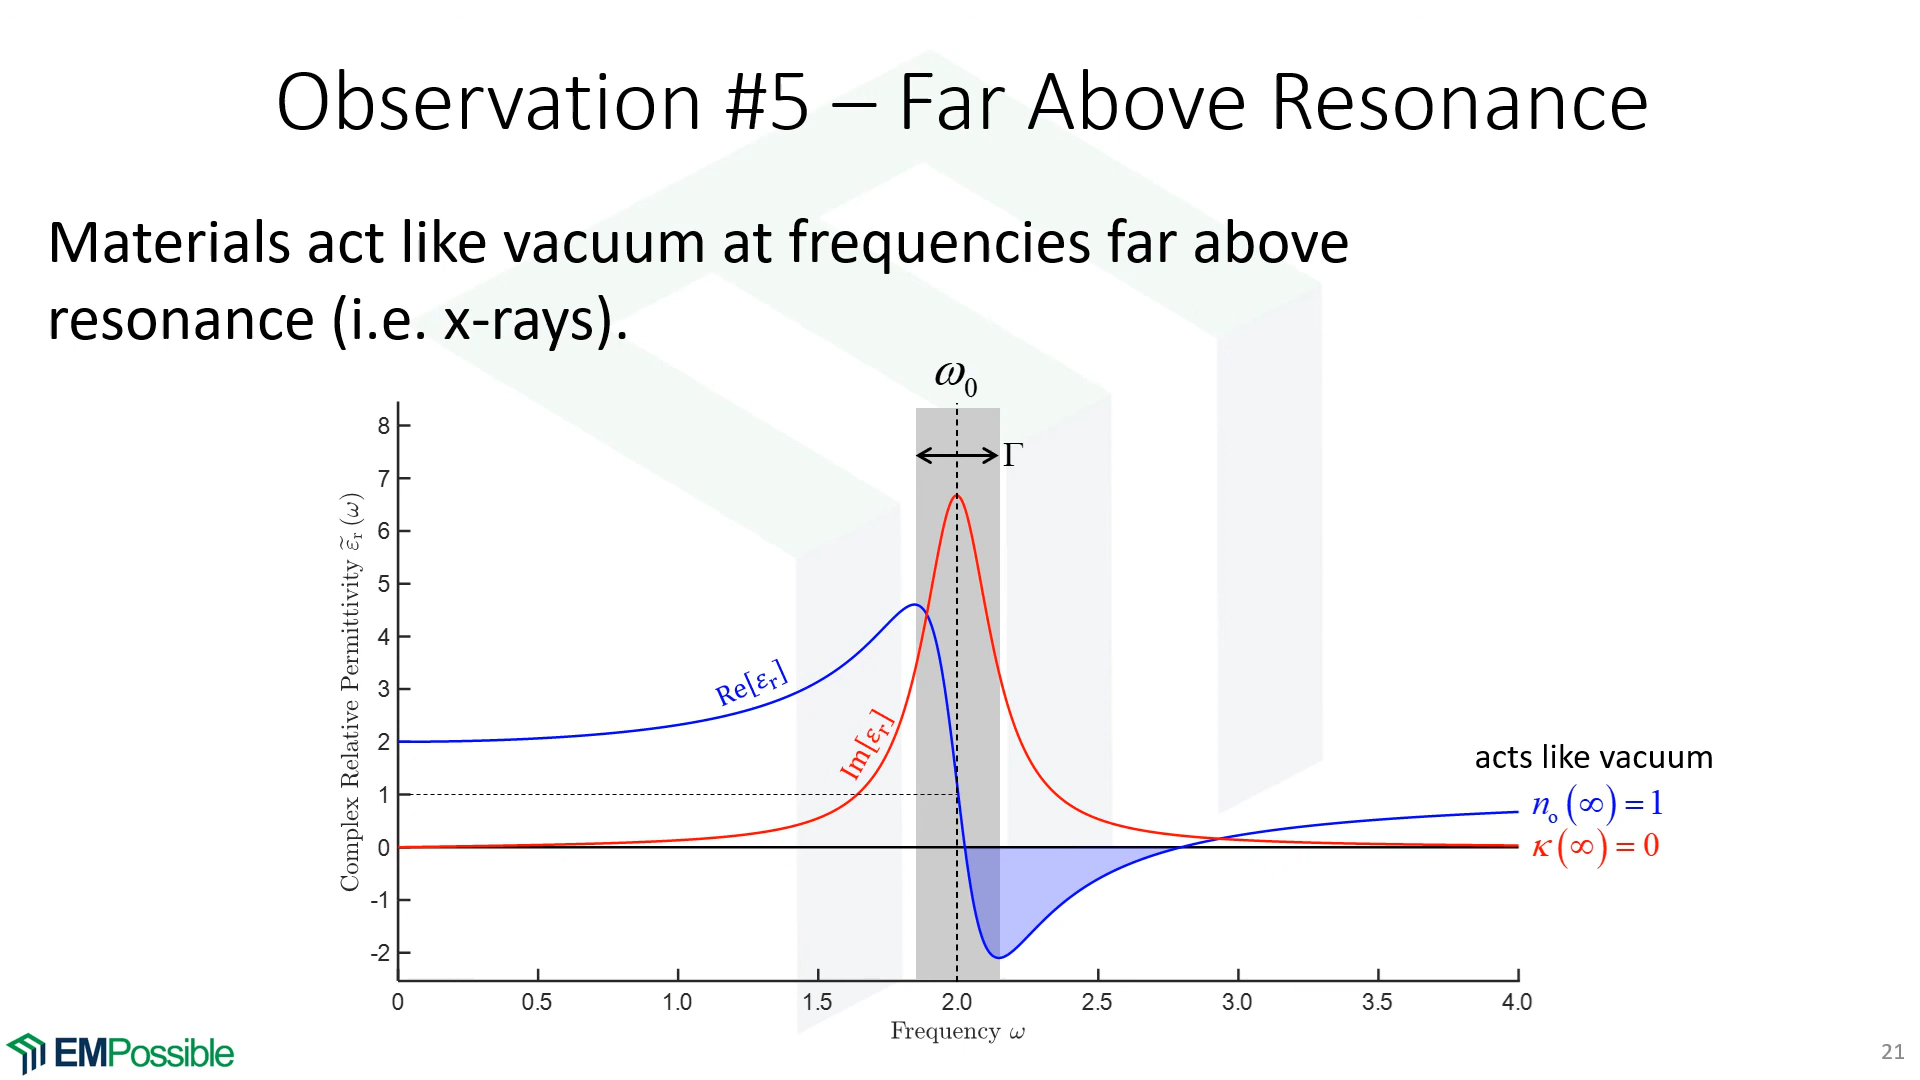 Observation #5 – Far Above Resonance
Materials act like vacuum at frequencies far above
resonance (i.e. x-rays).
ω₀
Γ
8
7
6
5
4
3
2
1
0
-1
-2
Complex Relative Permittivity ε̃ᵣ(ω)
Re[εᵣ]
Im[εᵣ]
acts like vacuum
nₒ(∞) = 1
κ(∞) = 0
0 0.5 1.0 1.5 2.0 2.5 3.0 3.5 4.0
Frequency ω
EMPossible
21